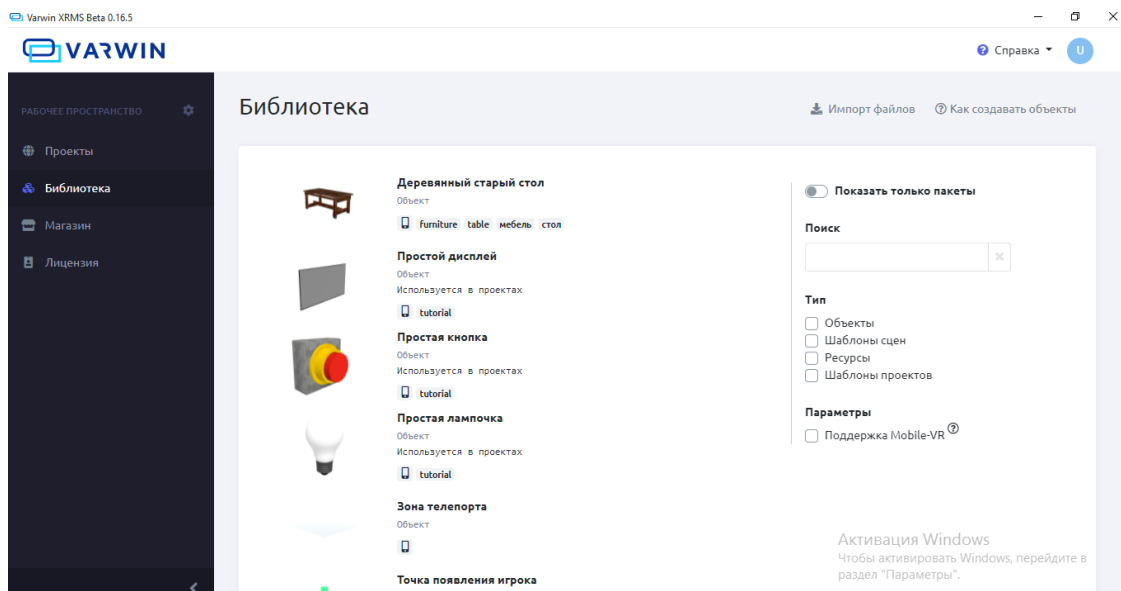 Varwin XRMS Beta 0.16.5
VARWIN
Справка
U
РАБОЧЕЕ ПРОСТРАНСТВО
Проекты
Библиотека
Магазин
Лицензия
Библиотека
Импорт файлов
Как создавать объекты
Деревянный старый стол
Объект
furniture table мебель стол
Простой дисплей
Объект
Используется в проектах
tutorial
Простая кнопка
Объект
Используется в проектах
tutorial
Простая лампочка
Объект
Используется в проектах
tutorial
Зона телепорта
Объект
Точка появления игрока
Показать только пакеты
Поиск
Тип
Объекты
Шаблоны сцен
Ресурсы
Шаблоны проектов
Параметры
Поддержка Mobile-VR
Активация Windows
Чтобы активировать Windows, перейдите в
раздел "Параметры".